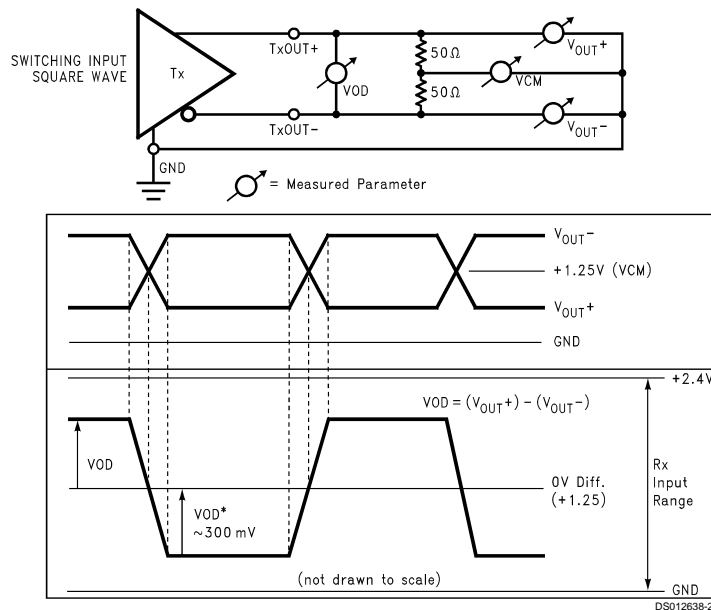 SWITCHING INPUT
SQUARE WAVE
Tx
TxOUT+
TxOUT-
VOD
50Ω
50Ω
VCM
VOUT+
VOUT-
GND
= Measured Parameter
VOUT-
+1.25V (VCM)
VOUT+
GND
+2.4V
VOD = (VOUT+) - (VOUT-)
VOD
0V Diff.
(+1.25)
Rx
Input
Range
VOD*
~300 mV
(not drawn to scale)
GND
DS012638-2